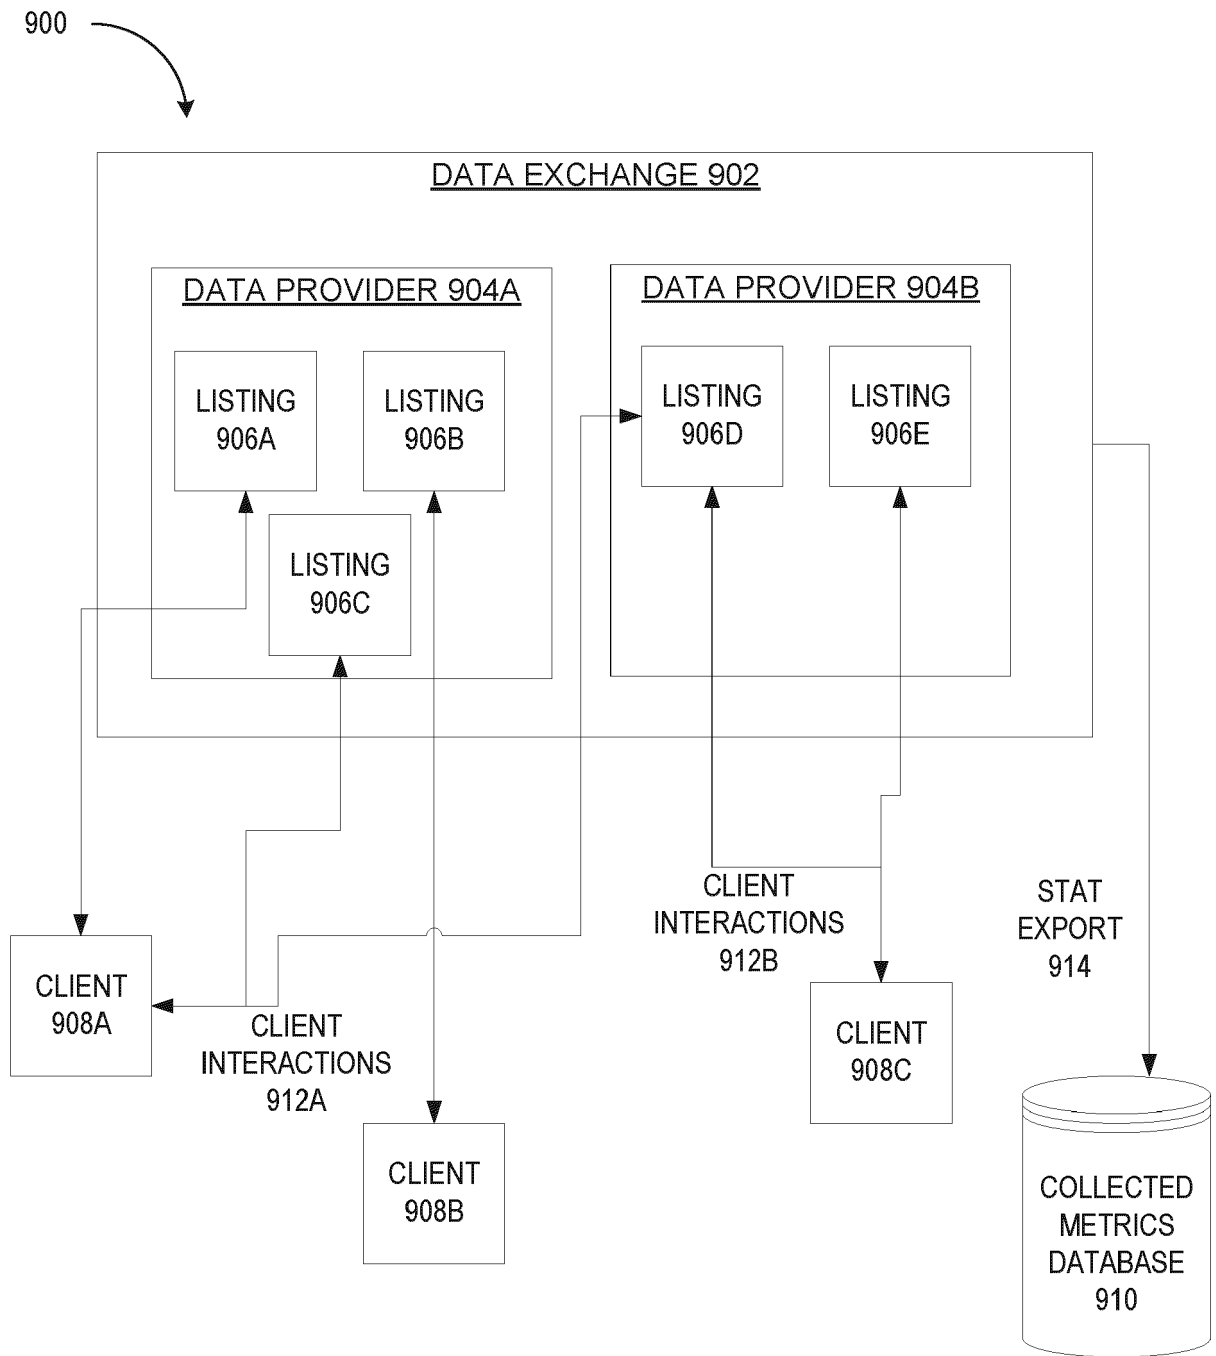 900
DATA EXCHANGE 902
DATA PROVIDER 904A
DATA PROVIDER 904B
LISTING
906A
LISTING
906B
LISTING
906C
LISTING
906D
LISTING
906E
CLIENT
908A
CLIENT
INTERACTIONS
912A
CLIENT
908B
CLIENT
INTERACTIONS
912B
CLIENT
908C
STAT
EXPORT
914
COLLECTED
METRICS
DATABASE
910